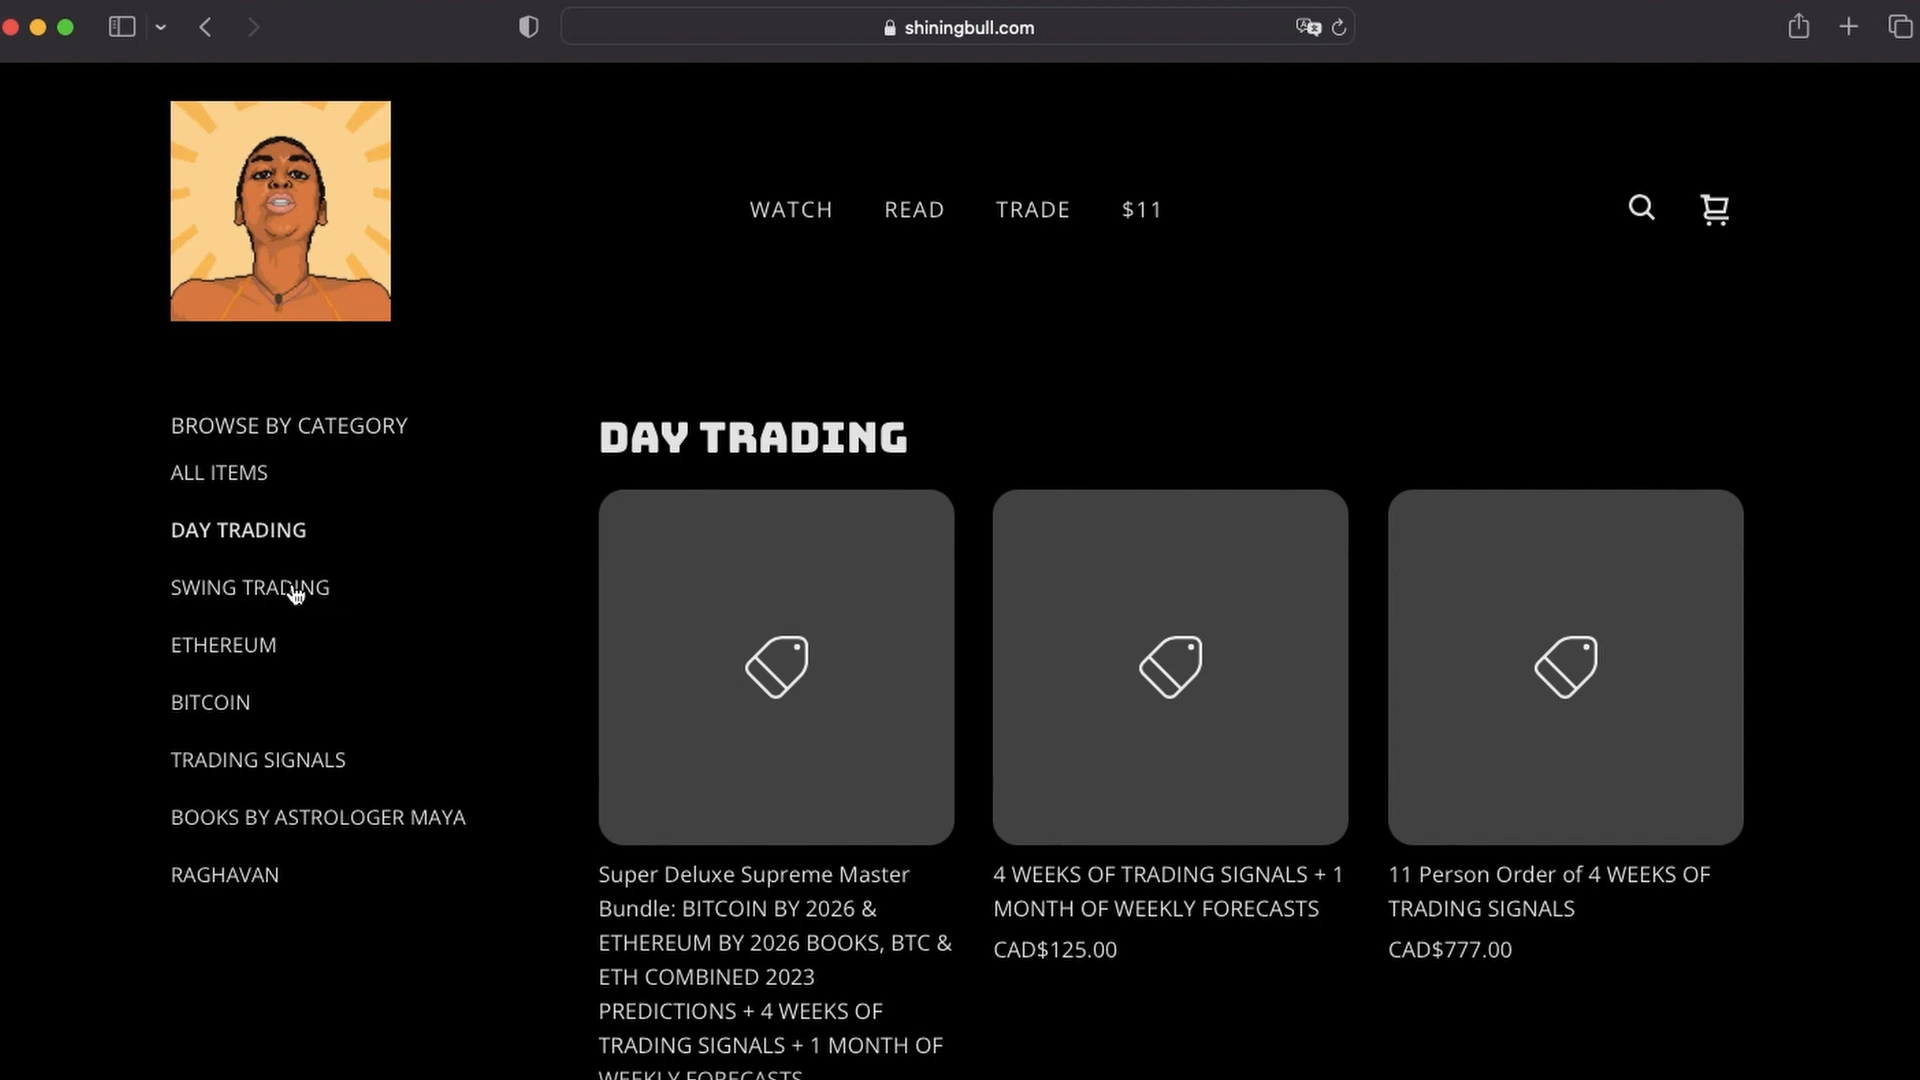 shiningbull.com
WATCH READ TRADE $11
BROWSE BY CATEGORY
ALL ITEMS
DAY TRADING
SWING TRADING
ETHEREUM
BITCOIN
TRADING SIGNALS
BOOKS BY ASTROLOGER MAYA
RAGHAVAN
DAY TRADING
Super Deluxe Supreme Master
Bundle: BITCOIN BY 2026 &
ETHEREUM BY 2026 BOOKS, BTC &
ETH COMBINED 2023
PREDICTIONS + 4 WEEKS OF
TRADING SIGNALS + 1 MONTH OF
WEEKLY FORECASTS
4 WEEKS OF TRADING SIGNALS + 1
MONTH OF WEEKLY FORECASTS
CAD$125.00
11 Person Order of 4 WEEKS OF
TRADING SIGNALS
CAD$777.00